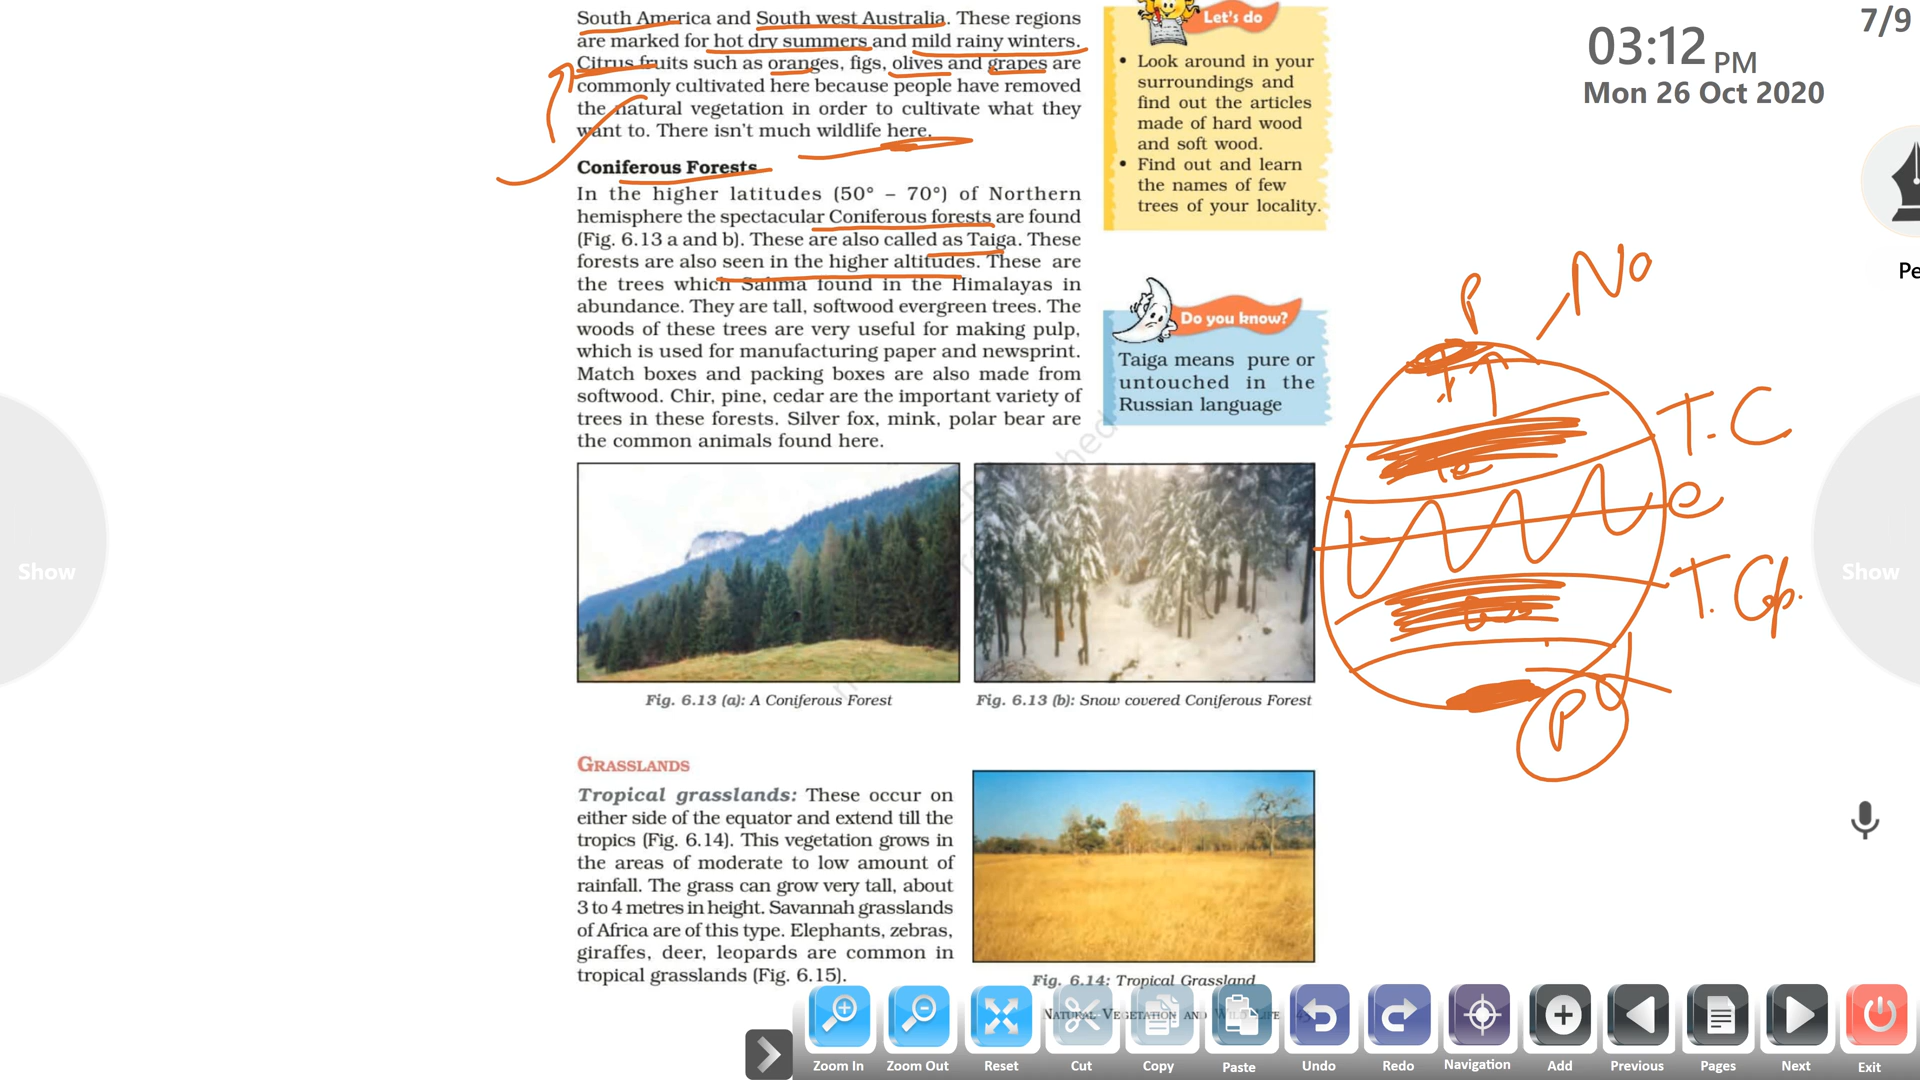 South America and South west Australia. These regions
are marked for hot dry summers and mild rainy winters.
Citrus fruits such as oranges, figs, olives and grapes are
commonly cultivated here because people have removed
the natural vegetation in order to cultivate what they
want to. There isn't much wildlife here.
Coniferous Forests
In the higher latitudes (50° – 70°) of Northern
hemisphere the spectacular Coniferous forests are found
(Fig. 6.13 a and b). These are also called as Taiga. These
forests are also seen in the higher altitudes. These are
the trees which Salima found in the Himalayas in
abundance. They are tall, softwood evergreen trees. The
woods of these trees are very useful for making pulp,
which is used for manufacturing paper and newsprint.
Match boxes and packing boxes are also made from
softwood. Chir, pine, cedar are the important variety of
trees in these forests. Silver fox, mink, polar bear are
the common animals found here.
Let's do
• Look around in your
surroundings and
find out the articles
made of hard wood
and soft wood.
• Find out and learn
the names of few
trees of your locality.
Do you know?
Taiga means pure or
untouched in the
Russian language
Fig. 6.13 (a): A Coniferous Forest
Fig. 6.13 (b): Snow covered Coniferous Forest
GRASSLANDS
Tropical grasslands: These occur on
either side of the equator and extend till the
tropics (Fig. 6.14). This vegetation grows in
the areas of moderate to low amount of
rainfall. The grass can grow very tall, about
3 to 4 metres in height. Savannah grasslands
of Africa are of this type. Elephants, zebras,
giraffes, deer, leopards are common in
tropical grasslands (Fig. 6.15).
Fig. 6.14: Tropical Grassland
NATURAL VEGETATION AND WILDLIFE
7/9
03:12 PM
Mon 26 Oct 2020
Pe
P
No
T.C
e
T. Cp.
P
Show
Show
Zoom In
Zoom Out
Reset
Cut
Copy
Paste
Undo
Redo
Navigation
Add
Previous
Pages
Next
Exit